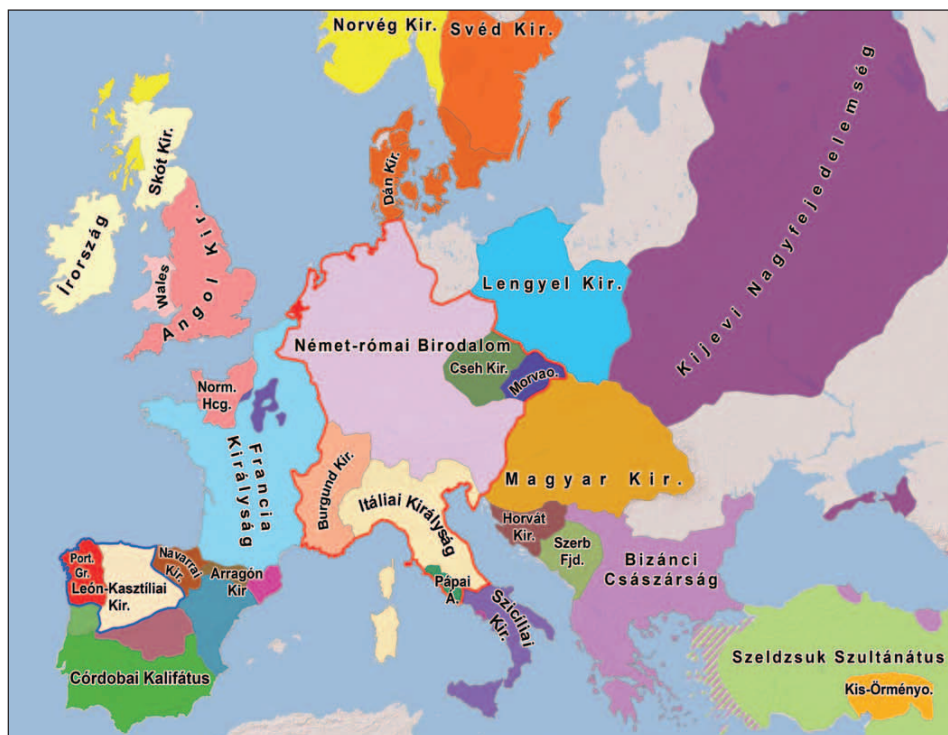 Norvég Kir.
Svéd Kir.
Kijevi Nagyfejedelemség
Skót Kir.
Dán Kir.
Írország
Angol Kir.
Wales
Lengyel Kir.
Német-római Birodalom
Cseh Kir.
Morvao.
Norm.
Hcg.
Francia
Királyság
Burgund Kir.
Magyar Kir.
Itáliai Királyság
Horvát
Kir.
Szerb
Fjd.
Bizánci
Császárság
Port.
Gr.
León-Kasztíliai
Kir.
Navarrai
Kir.
Arragón
Kir
Pápai
Á.
Szicíliai
Kir.
Córdobai Kalifátus
Szeldzsuk Szultánátus
Kis-Örményo.